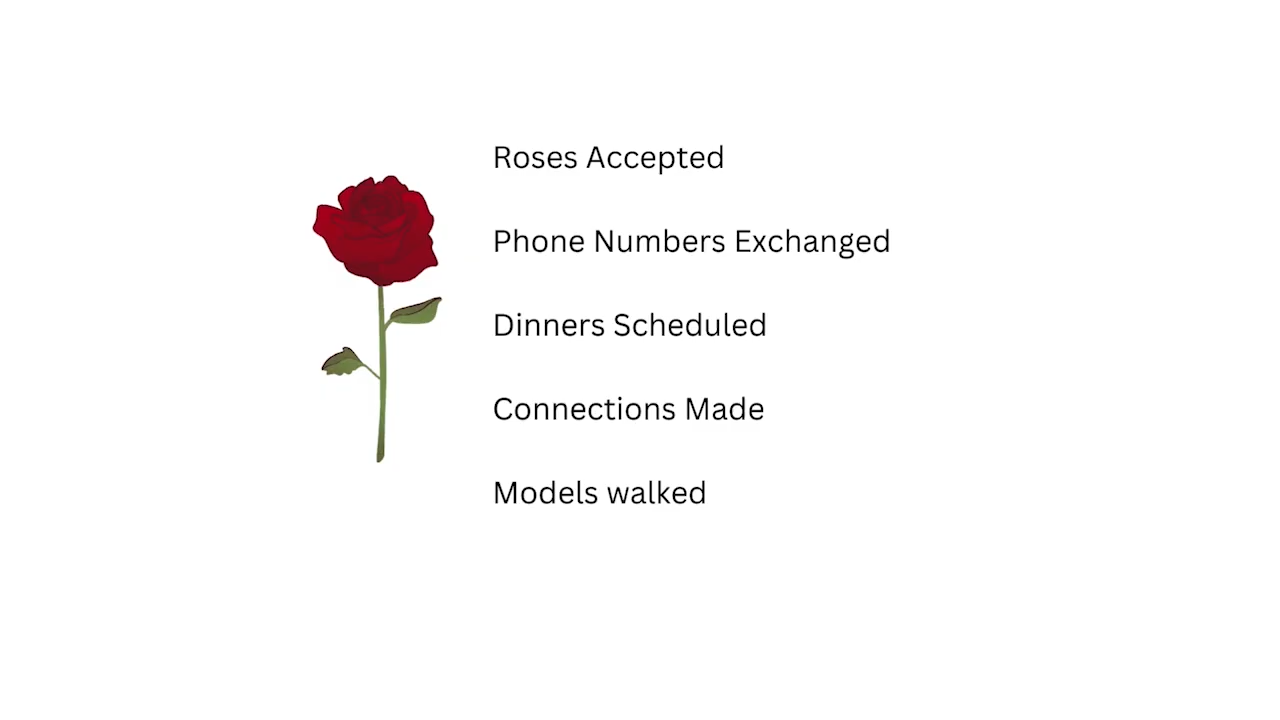 Roses Accepted
Phone Numbers Exchanged
Dinners Scheduled
Connections Made
Models walked